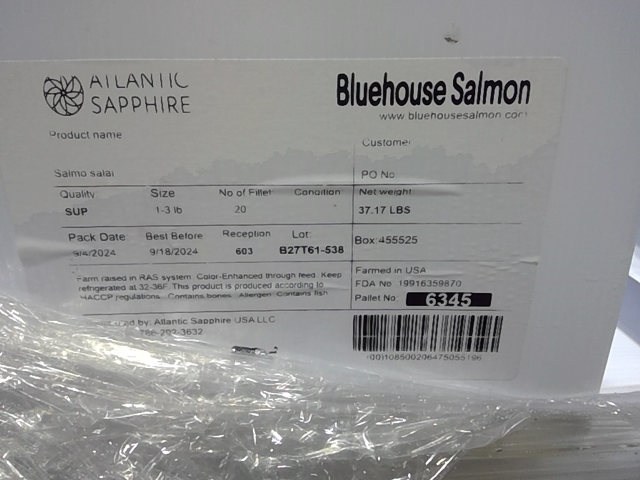 ATLANTIC SAPPHIRE
Bluehouse Salmon
www.bluehousesalmon.com
Product name
Customer
Salmo salar
PO No
Quality Size No of Fillet Condition Net weight
SUP 1-3 lb 20 37.17 LBS
Pack Date Best Before Reception Lot: Box: 455525
9/4/2024 9/18/2024 603 B27T61-538
Farm raised in RAS system. Color-Enhanced through feed. Keep
refrigerated at 32-36F. This product is produced according to
HACCP regulations. Contains bones. Allergen: Contains fish
Farmed in USA
FDA No 19916359870
Pallet No: 6345
by: Atlantic Sapphire USA LLC
786-202-3632